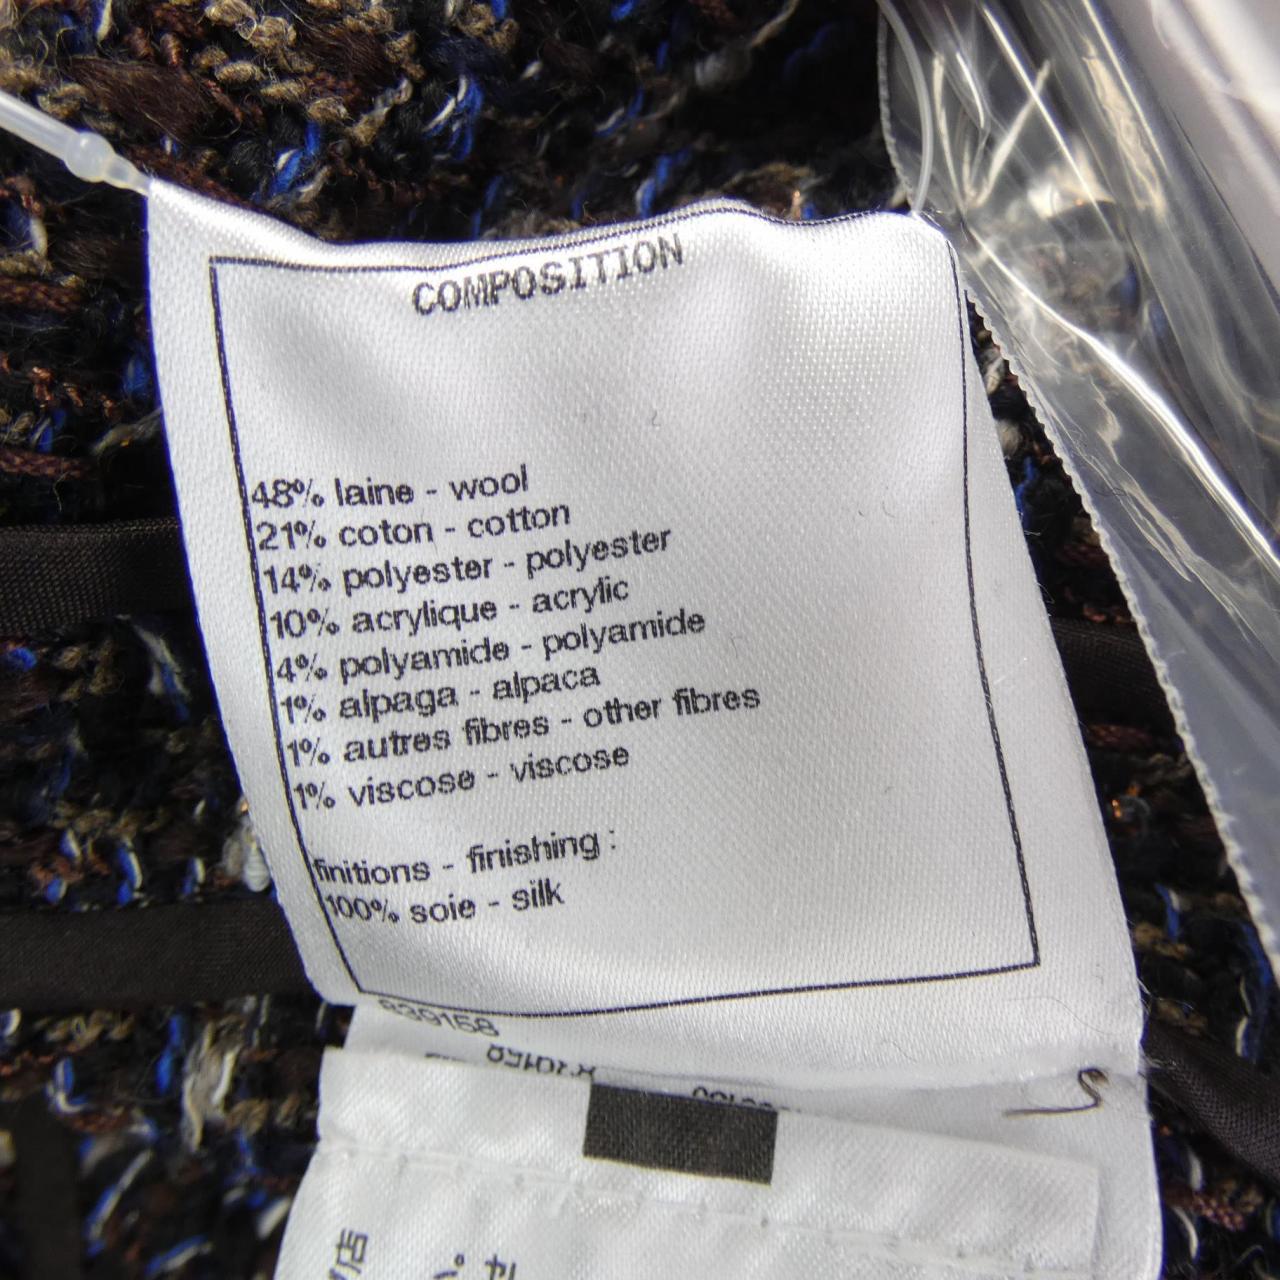 COMPOSITION
48% laine - wool
21% coton - cotton
14% polyester - polyester
10% acrylique - acrylic
4% polyamide - polyamide
1% alpaga - alpaca
1% autres fibres - other fibres
1% viscose - viscose
finitions - finishing :
100% soie - silk
839158